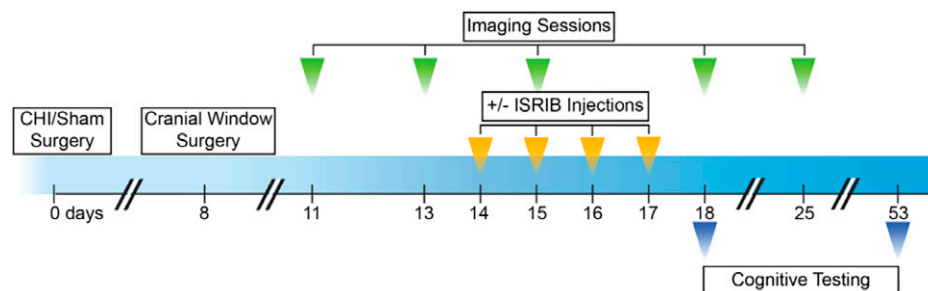 Imaging Sessions
+/- ISRIB Injections
CHI/Sham
Surgery
Cranial Window
Surgery
0 days
8
11
13
14
15
16
17
18
25
53
Cognitive Testing